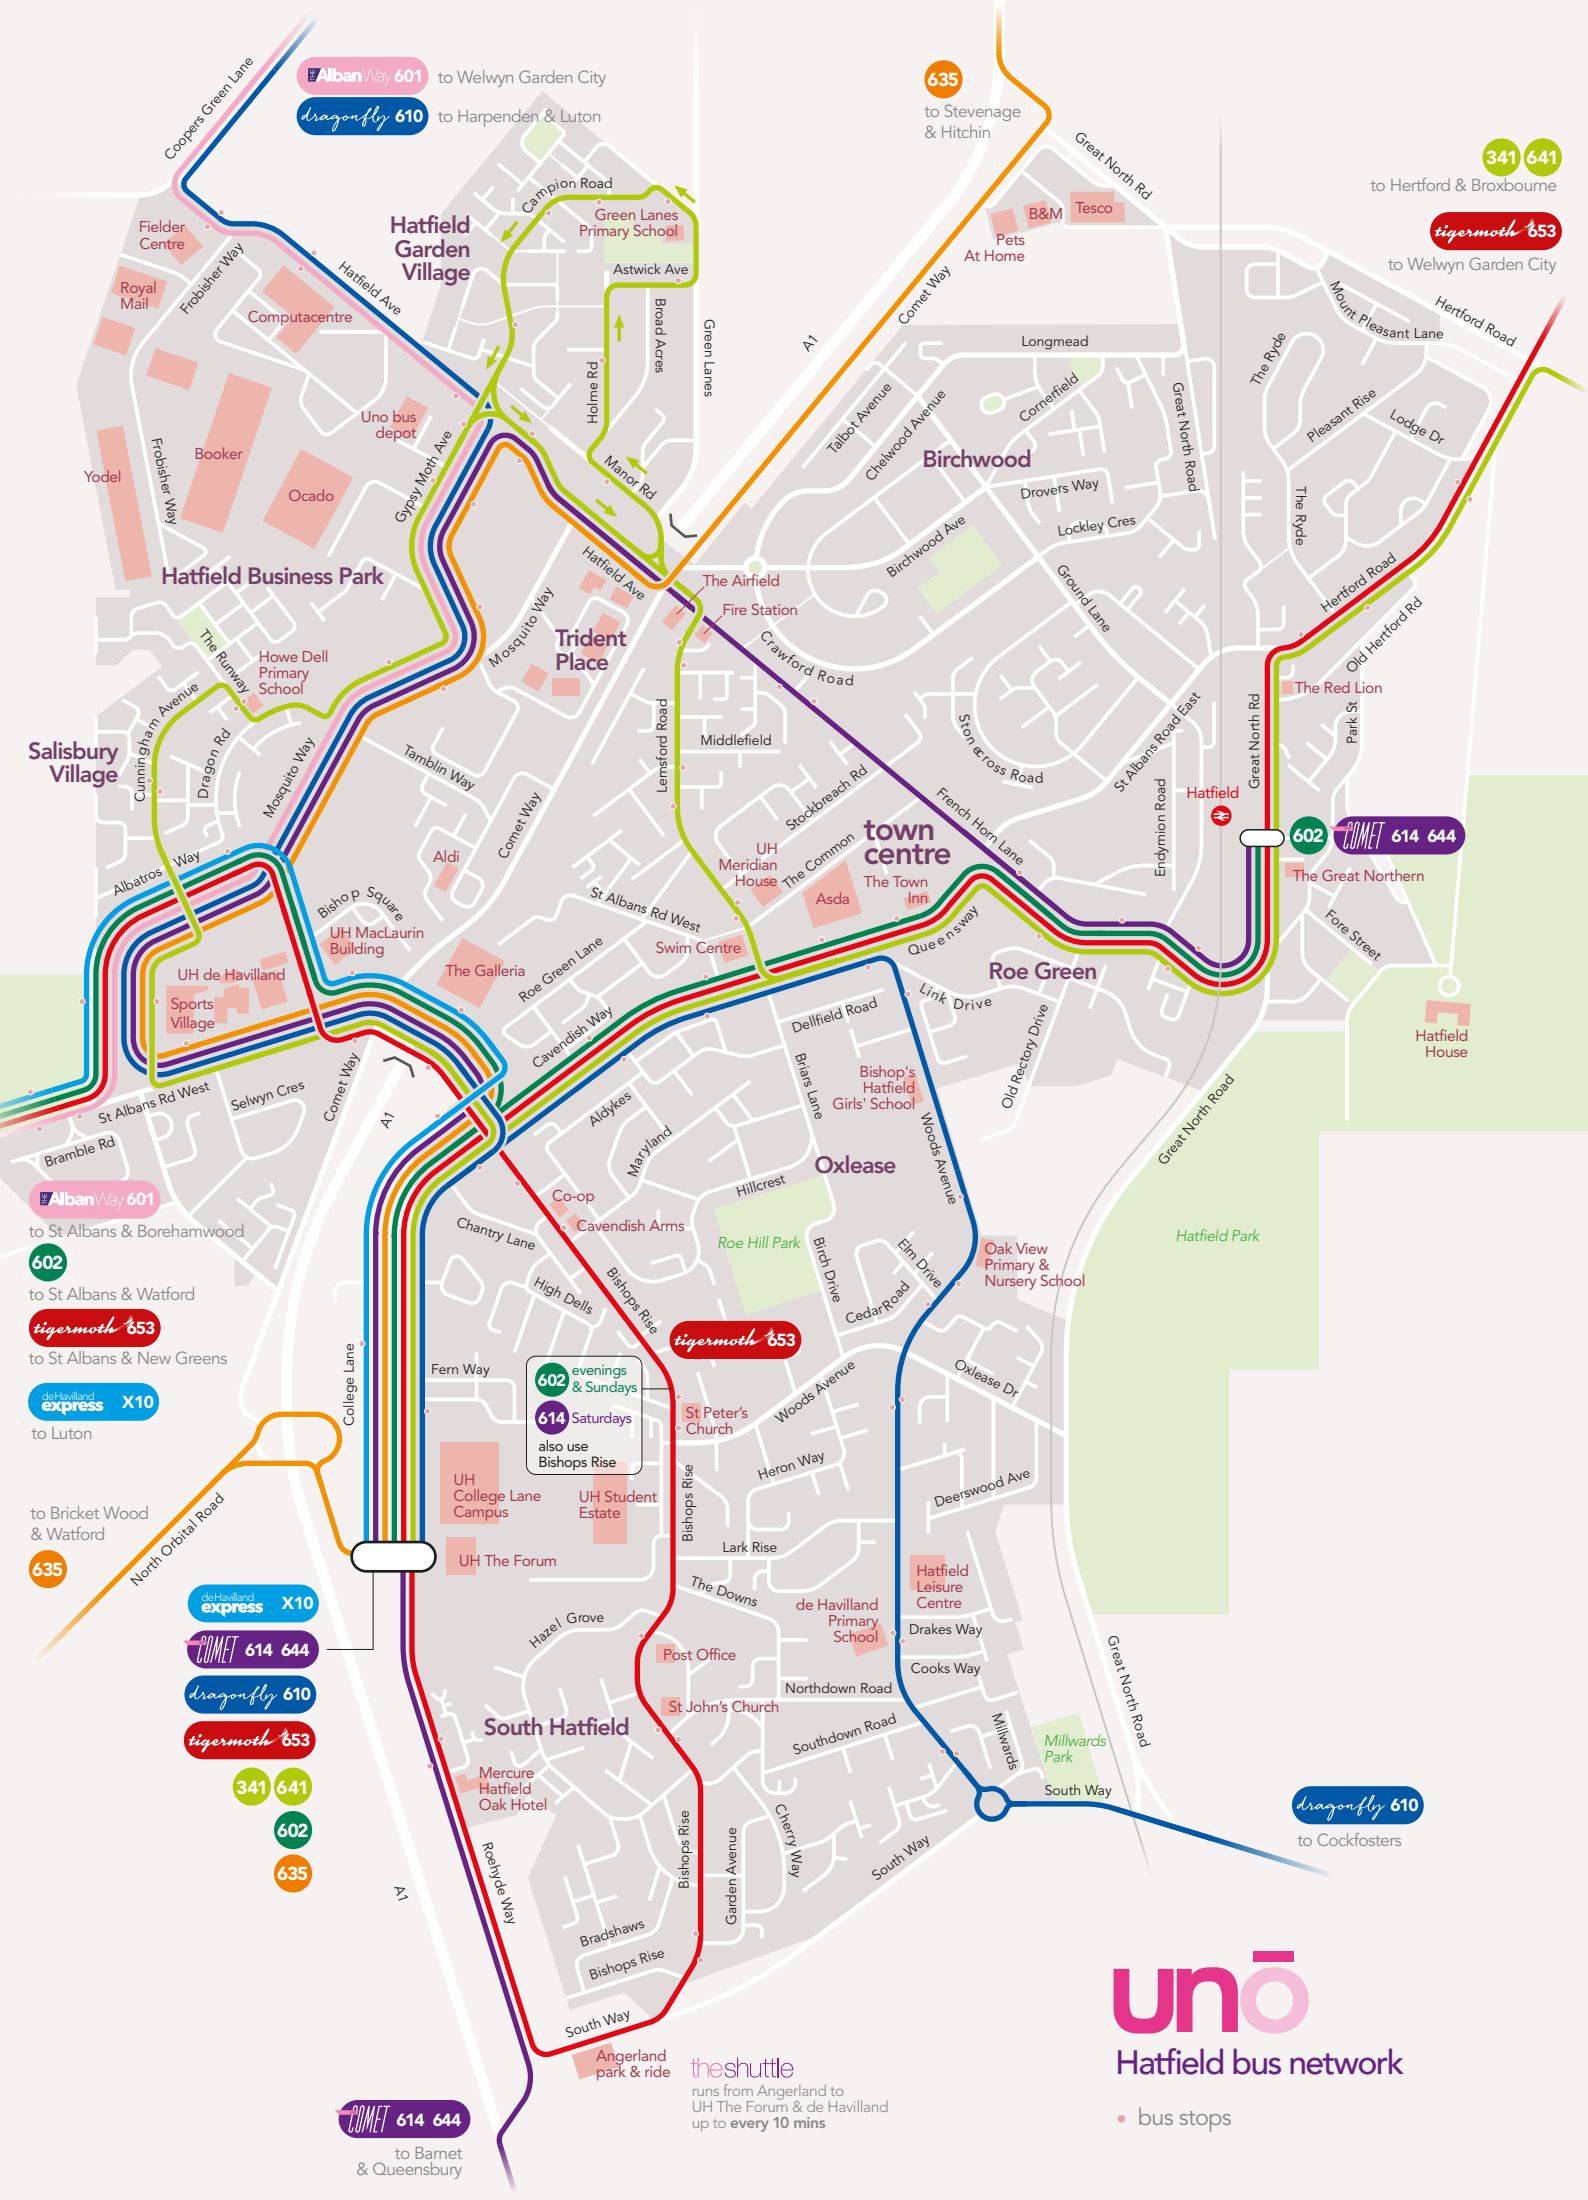 THE AlbanWay 601 to Welwyn Garden City
dragonfly 610 to Harpenden & Luton
635
to Stevenage
& Hitchin
341 641
to Hertford & Broxbourne
tigermoth 653
to Welwyn Garden City
Coopers Green Lane
Great North Rd
Campion Road
Green Lanes
Primary School
Hatfield
Garden
Village
Fielder
Centre
B&M
Tesco
Pets
At Home
Frobisher Way
Royal
Mail
Hatfield Ave
Computacentre
Astwick Ave
Broad Acres
Green Lanes
Holme Rd
Comet Way
A1
Longmead
Mount Pleasant Lane
Hertford Road
The Ryde
Pleasant Rise
Lodge Dr
Great North Road
Cornefield
Talbot Avenue
Chelwood Avenue
Birchwood
Uno bus
depot
Booker
Yodel
Frobisher Way
Ocado
Gypsy Moth Ave
Manor Rd
Drovers Way
Lockley Cres
The Ryde
Birchwood Ave
Hatfield Business Park
Hatfield Ave
The Airfield
Fire Station
Ground Lane
Hertford Road
Old Hertford Rd
Mosquito Way
Trident
Place
Crawford Road
The Runway
Howe Dell
Primary
School
The Red Lion
Park St
Great North Rd
St Albans Road East
Cunningham Avenue
Dragon Rd
Salisbury
Village
Mosquito Way
Tamblin Way
Lemsford Road
Middlefield
Stonecross Road
Stockbreach Rd
French Horn Lane
Endymion Road
Hatfield
602
COMET 614 644
The Great Northern
Comet Way
Aldi
town
centre
UH
Meridian
House
The Common
Asda
The Town
Inn
Albatros Way
Bishop Square
UH MacLaurin
Building
St Albans Rd West
Swim Centre
Queensway
Fore Street
Roe Green
UH de Havilland
Sports
Village
The Galleria
Roe Green Lane
Link Drive
Dellfield Road
Old Rectory Drive
Hatfield
House
Cavendish Way
Briars Lane
Bishop's
Hatfield
Girls' School
St Albans Rd West
Selwyn Cres
Comet Way
A1
Aldykes
Maryland
Woods Avenue
Great North Road
Bramble Rd
Oxlease
Hillcrest
THE AlbanWay 601
to St Albans & Borehamwood
602
to St Albans & Watford
tigermoth 653
to St Albans & New Greens
deHavilland
express X10
to Luton
Co-op
Cavendish Arms
Chantry Lane
Roe Hill Park
Hatfield Park
Birch Drive
Elm Drive
Oak View
Primary &
Nursery School
Cedar Road
High Dells
Bishops Rise
tigermoth 653
College Lane
Fern Way
602 evenings
& Sundays
614 Saturdays
also use
Bishops Rise
Oxlease Dr
Woods Avenue
St Peter's
Church
Heron Way
Deerswood Ave
UH
College Lane
Campus
UH Student
Estate
Bishops Rise
to Bricket Wood
& Watford
635
North Orbital Road
Lark Rise
UH The Forum
The Downs
Hatfield
Leisure
Centre
de Havilland
Primary
School
Drakes Way
Cooks Way
deHavilland
express X10
COMET 614 644
dragonfly 610
tigermoth 653
341 641
602
635
Hazel Grove
Post Office
St John's Church
Northdown Road
South Hatfield
Southdown Road
Millwards
Millwards
Park
Great North Road
South Way
Mercure
Hatfield
Oak Hotel
dragonfly 610
to Cockfosters
Roehyde Way
A1
Bishops Rise
Garden Avenue
Cherry Way
South Way
Bradshaws
Bishops Rise
South Way
Angerland
park & ride
theshuttle
runs from Angerland to
UH The Forum & de Havilland
up to every 10 mins
COMET 614 644
to Barnet
& Queensbury
unō
Hatfield bus network
bus stops